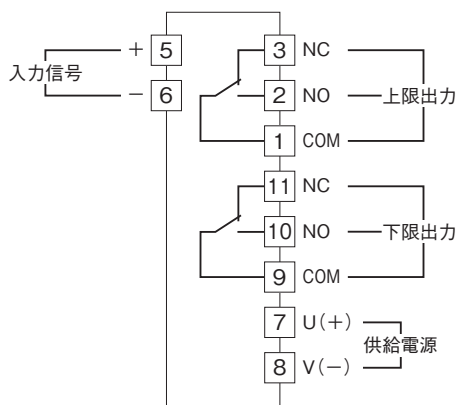 + 5
入力信号
− 6
3 NC
2 NO
上限出力
1 COM
11 NC
10 NO
下限出力
9 COM
7 U(+)
供給電源
8 V(−)